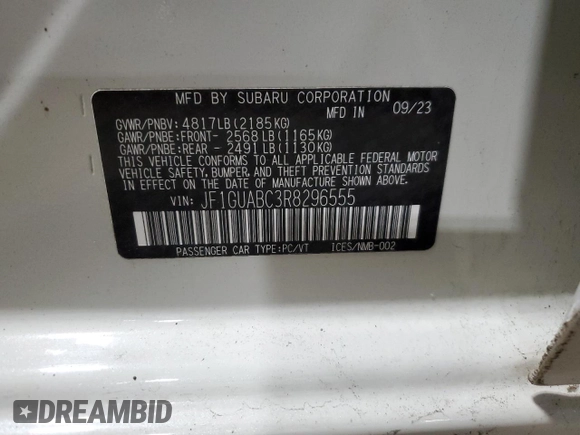 MFD BY SUBARU CORPORATION
MFD IN 09/23
GVWR/PNBV: 4817LB(2185KG)
GAWR/PNBE:FRONT- 2568LB(1165KG)
GAWR/PNBE:REAR - 2491LB(1130KG)
THIS VEHICLE CONFORMS TO ALL APPLICABLE FEDERAL MOTOR
VEHICLE SAFETY, BUMPER, AND THEFT PREVENTION STANDARDS
IN EFFECT ON THE DATE OF MANUFACTURE SHOWN ABOVE.
VIN: JF1GUABC3R8296555
PASSENGER CAR TYPE:PC/VT ICES/NMB-002
DREAMBID